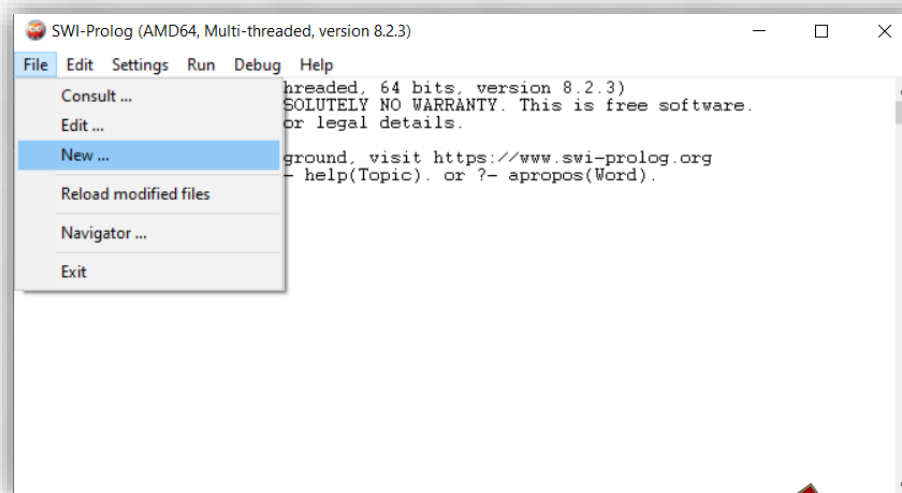 SWI-Prolog (AMD64, Multi-threaded, version 8.2.3)
File Edit Settings Run Debug Help
Consult ...
Edit ...
New ...
Reload modified files
Navigator ...
Exit
hreaded, 64 bits, version 8.2.3)
SOLUTELY NO WARRANTY. This is free software.
or legal details.
ground, visit https://www.swi-prolog.org
– help(Topic). or ?– apropos(Word).